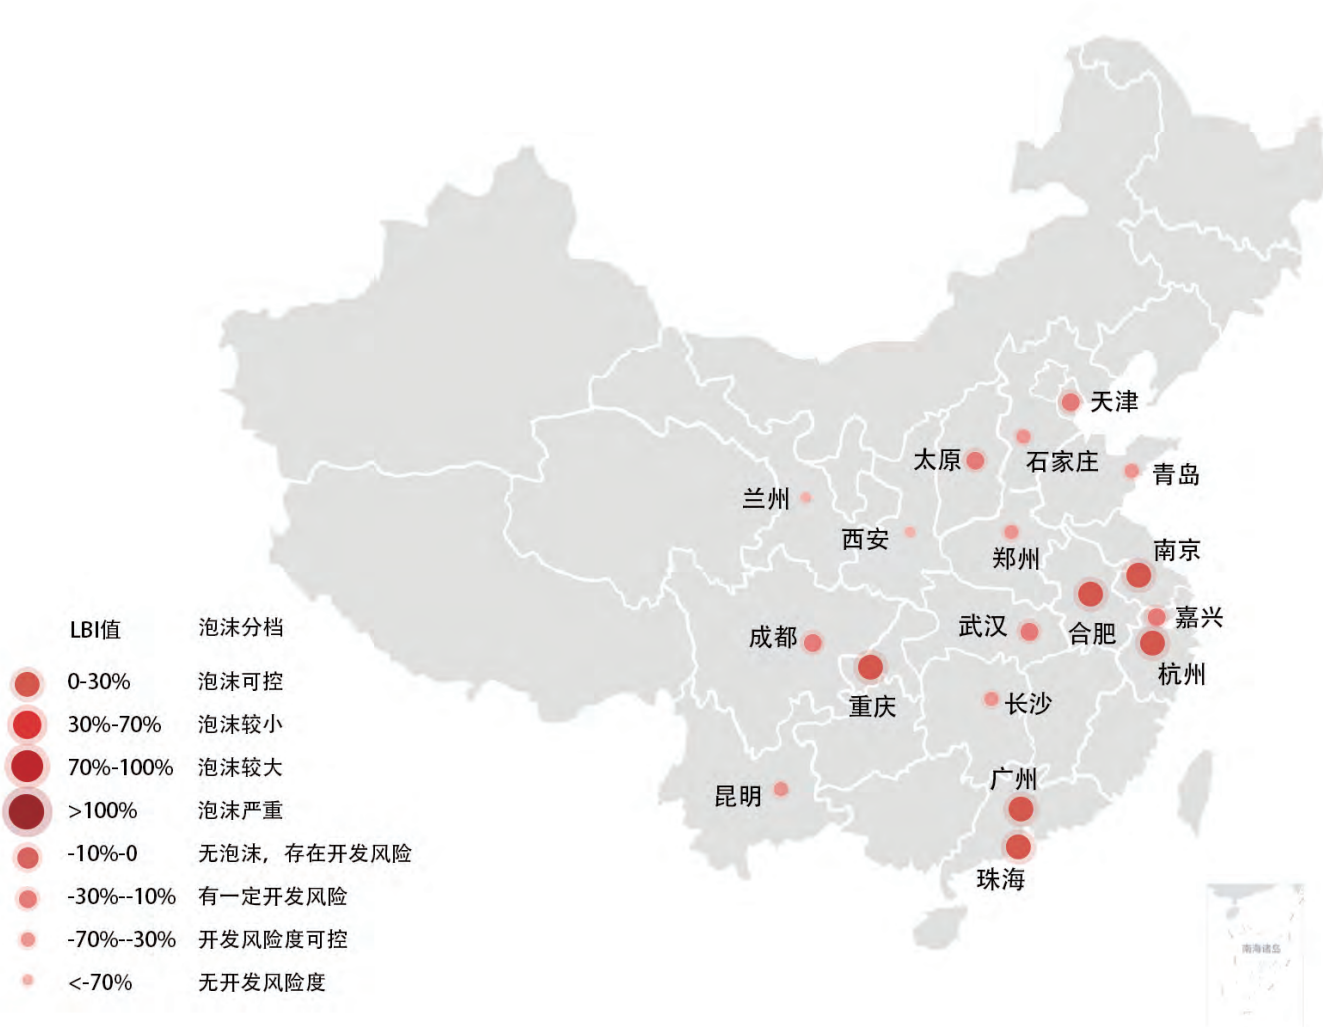 天津
石家庄
太原
青岛
兰州
西安
郑州
南京
嘉兴
武汉
合肥
成都
杭州
重庆
长沙
广州
昆明
珠海
南海诸岛
LBI值 泡沫分档
0-30% 泡沫可控
30%-70% 泡沫较小
70%-100% 泡沫较大
>100% 泡沫严重
-10%-0 无泡沫，存在开发风险
-30%--10% 有一定开发风险
-70%--30% 开发风险度可控
<-70% 无开发风险度